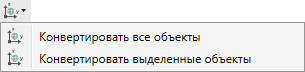 Конвертировать все объекты
Конвертировать выделенные объекты